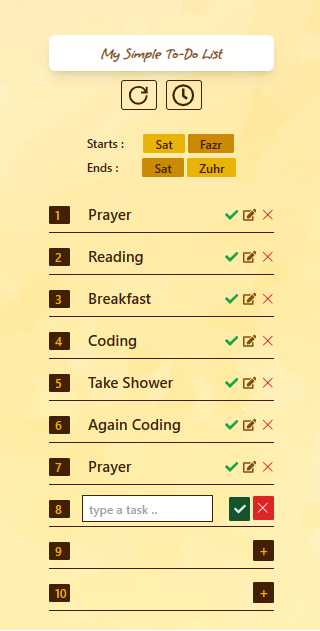 My Simple To-Do List
Starts : Sat Fazr
Ends : Sat Zuhr
1 Prayer
2 Reading
3 Breakfast
4 Coding
5 Take Shower
6 Again Coding
7 Prayer
8 type a task ..
9 +
10 +